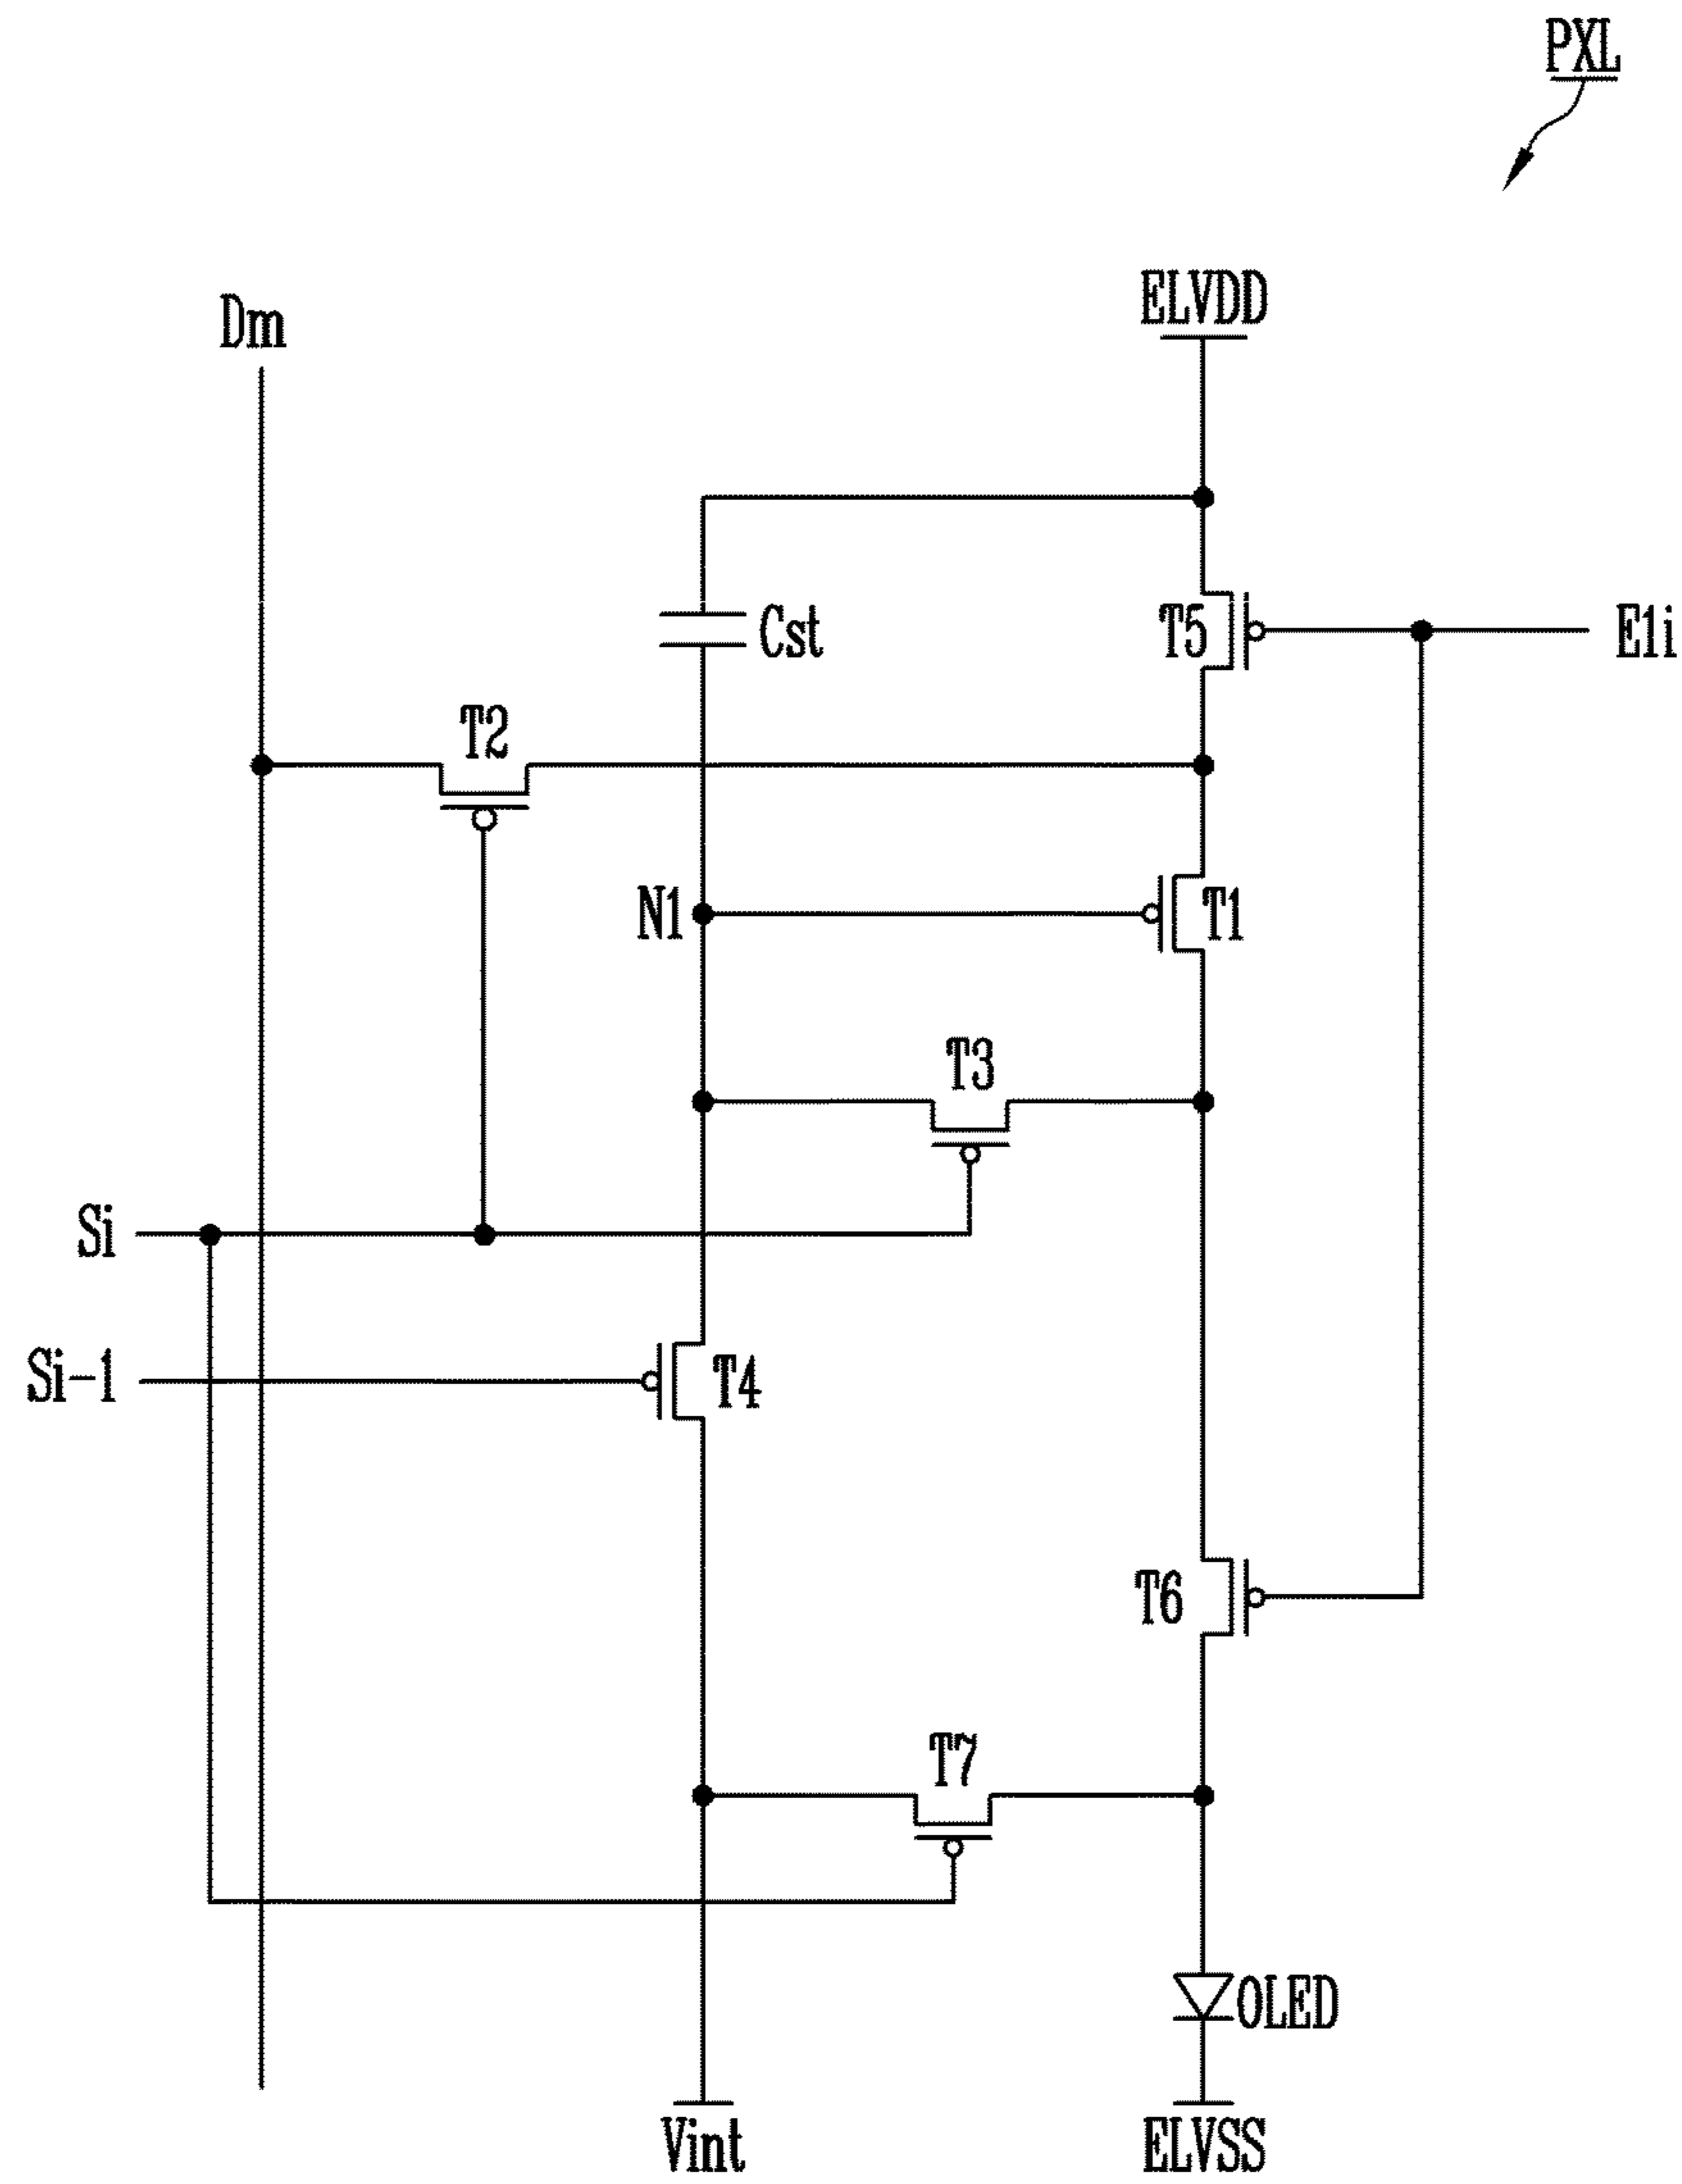 PXL
ELVDD
Dm
Cst
T5
E1i
T2
N1
T1
T3
Si
Si-1
T4
T6
T7
OLED
Vint
ELVSS